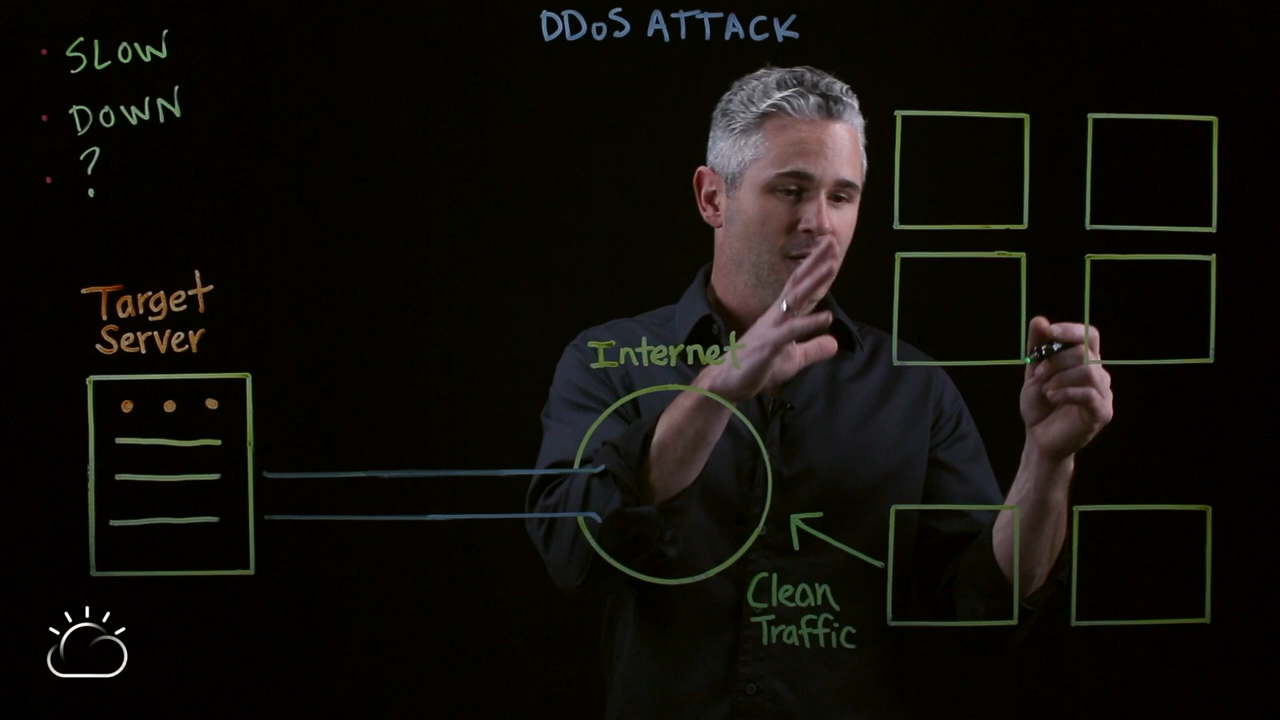 DDoS ATTACK
SLOW
DOWN
?
Target
Server
Internet
Clean
Traffic